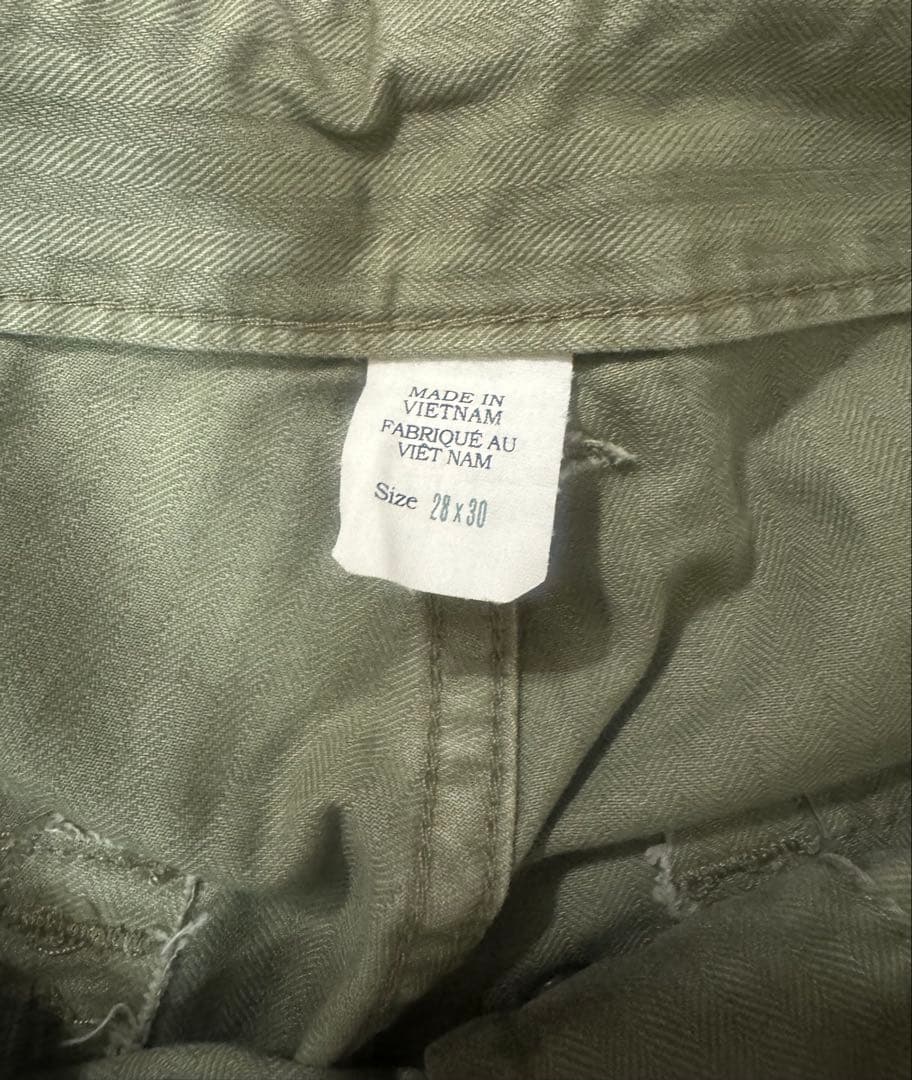 MADE IN
VIETNAM
FABRIQUÉ AU
VIÊT NAM
Size 28 x 30